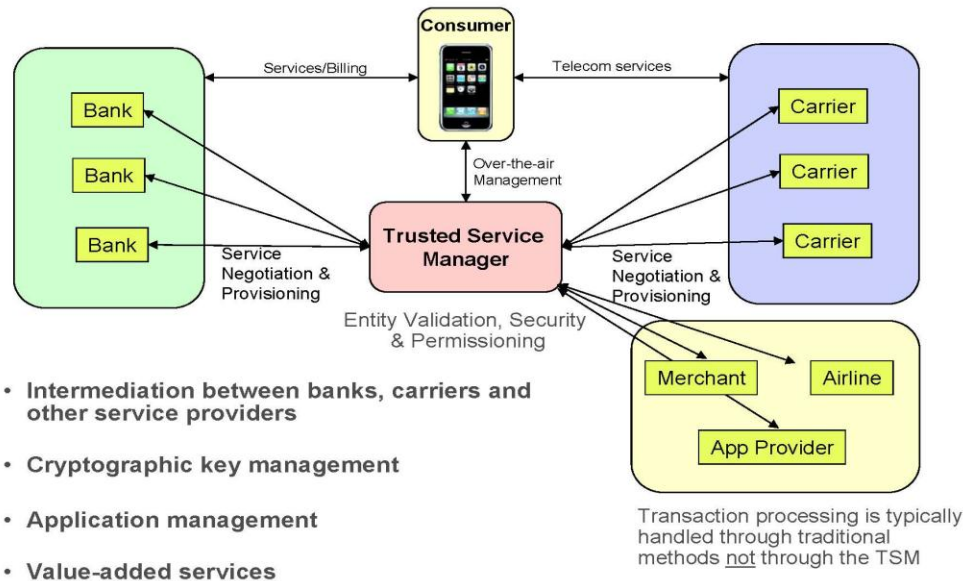 Consumer
Services/Billing
Telecom services
Bank
Bank
Bank
Carrier
Carrier
Carrier
Over-the-air
Management
Trusted Service
Manager
Service
Negotiation &
Provisioning
Service
Negotiation &
Provisioning
Entity Validation, Security
& Permissioning
Merchant
Airline
App Provider
• Intermediation between banks, carriers and
other service providers
• Cryptographic key management
• Application management
• Value-added services
Transaction processing is typically
handled through traditional
methods not through the TSM